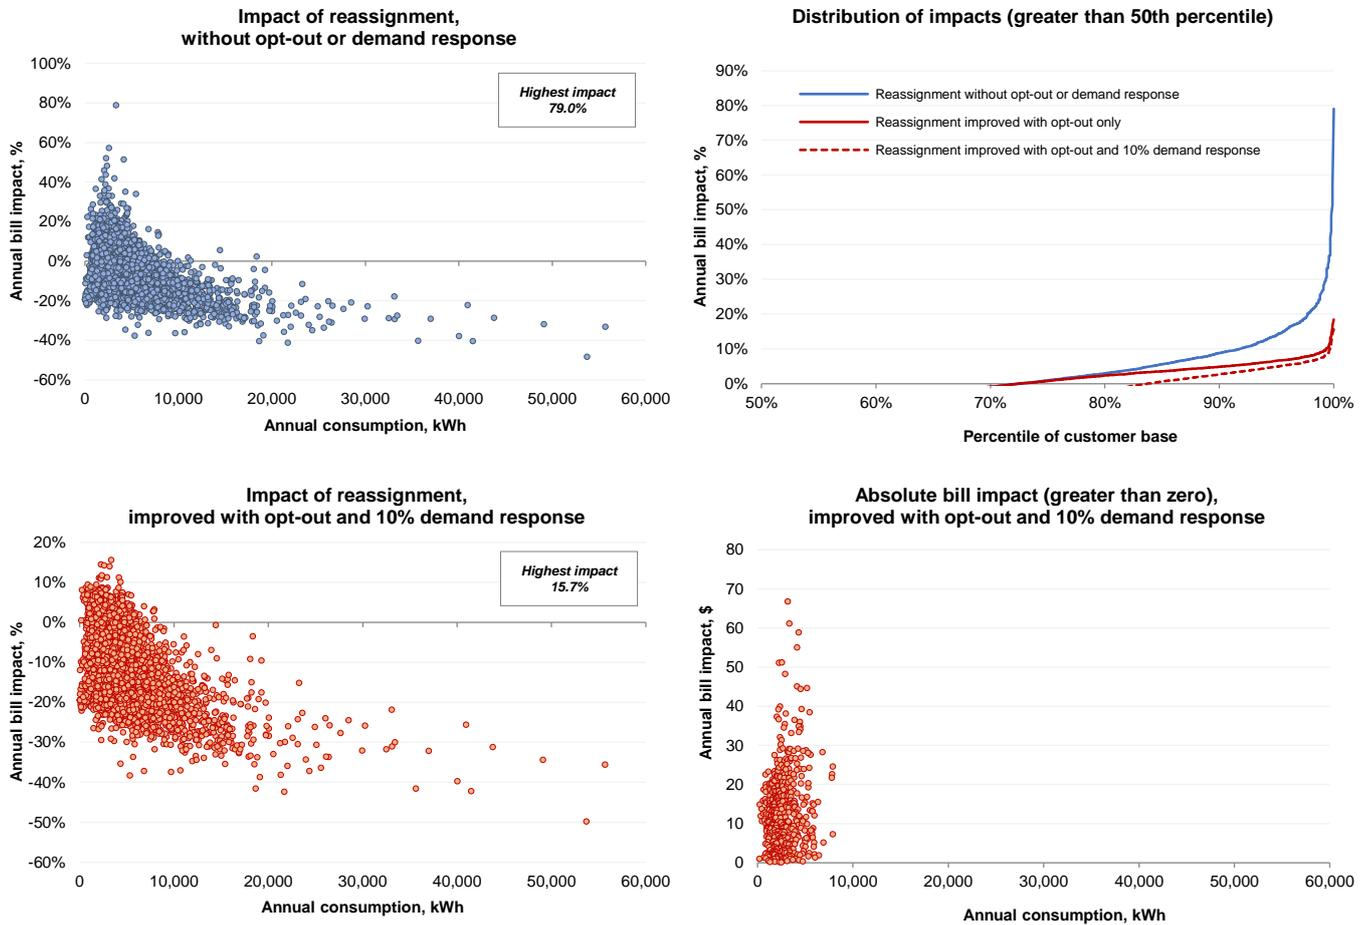 Impact of reassignment,
without opt-out or demand response
100%
80%
60%
40%
20%
0%
-20%
-40%
-60%
Annual bill impact, %
Highest impact
79.0%
0 10,000 20,000 30,000 40,000 50,000 60,000
Annual consumption, kWh
Distribution of impacts (greater than 50th percentile)
90%
80%
70%
60%
50%
40%
30%
20%
10%
0%
Annual bill impact, %
Reassignment without opt-out or demand response
Reassignment improved with opt-out only
Reassignment improved with opt-out and 10% demand response
50% 60% 70% 80% 90% 100%
Percentile of customer base
Impact of reassignment,
improved with opt-out and 10% demand response
20%
10%
0%
-10%
-20%
-30%
-40%
-50%
-60%
Annual bill impact, %
Highest impact
15.7%
0 10,000 20,000 30,000 40,000 50,000 60,000
Annual consumption, kWh
Absolute bill impact (greater than zero),
improved with opt-out and 10% demand response
80
70
60
50
40
30
20
10
0
Annual bill impact, $
0 10,000 20,000 30,000 40,000 50,000 60,000
Annual consumption, kWh